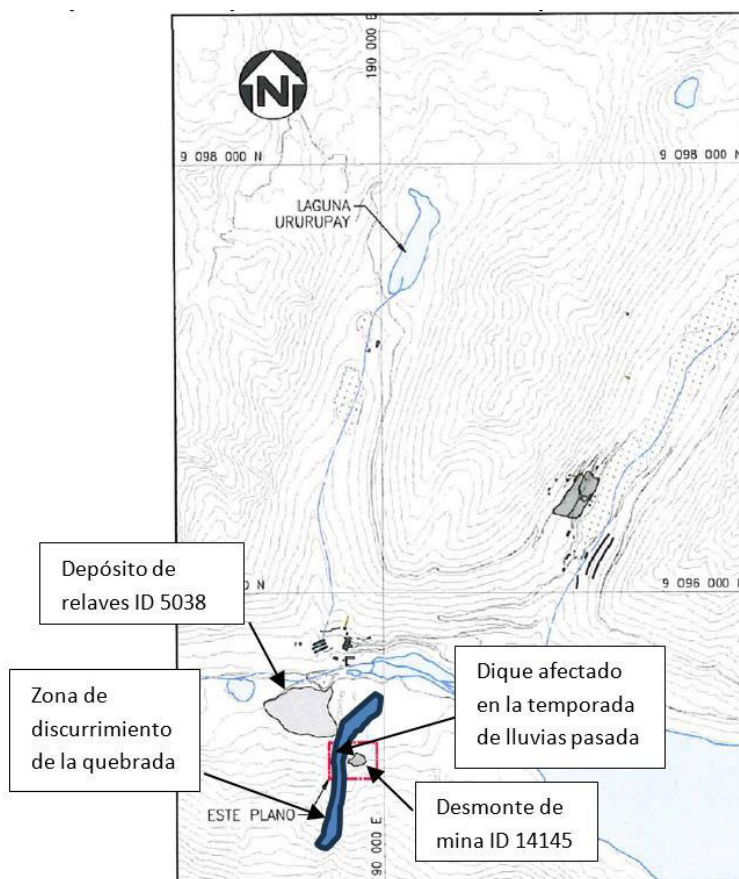 N
190 000 E
9 098 000 N
9 098 000 N
LAGUNA
URURUPAY
Depósito de
relaves ID 5038
0 N
9 096 000 N
Zona de
discurrimiento
de la quebrada
Dique afectado
en la temporada
de lluvias pasada
ESTE PLANO
Desmonte de
mina ID 14145
90 000 E